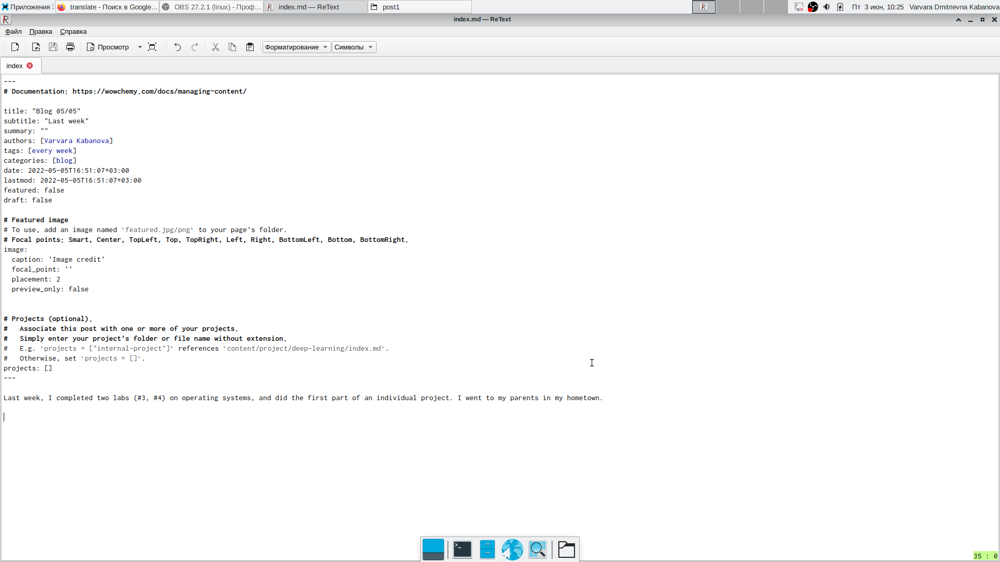 Приложения
translate - Поиск в Google...
OBS 27.2.1 (linux) - Проф...
index.md — ReText
post1
Пт 3 июн, 10:25
Varvara Dmitrievna Kabanova
index.md — ReText
Файл Правка Справка
Просмотр Форматирование Символы
index
---
# Documentation: https://wowchemy.com/docs/managing-content/
title: "Blog 05/05"
subtitle: "Last week"
summary: ""
authors: [Varvara Kabanova]
tags: [every week]
categories: [blog]
date: 2022-05-05T16:51:07+03:00
lastmod: 2022-05-05T16:51:07+03:00
featured: false
draft: false
# Featured image
# To use, add an image named `featured.jpg/png` to your page's folder.
# Focal points: Smart, Center, TopLeft, Top, TopRight, Left, Right, BottomLeft, Bottom, BottomRight.
image:
  caption: 'Image credit'
  focal_point: ''
  placement: 2
  preview_only: false
# Projects (optional).
#   Associate this post with one or more of your projects.
#   Simply enter your project's folder or file name without extension.
#   E.g. `projects = ["internal-project"]` references `content/project/deep-learning/index.md`.
#   Otherwise, set `projects = []`.
projects: []
---
Last week, I completed two labs (#3, #4) on operating systems, and did the first part of an individual project. I went to my parents in my hometown.
35 : 0